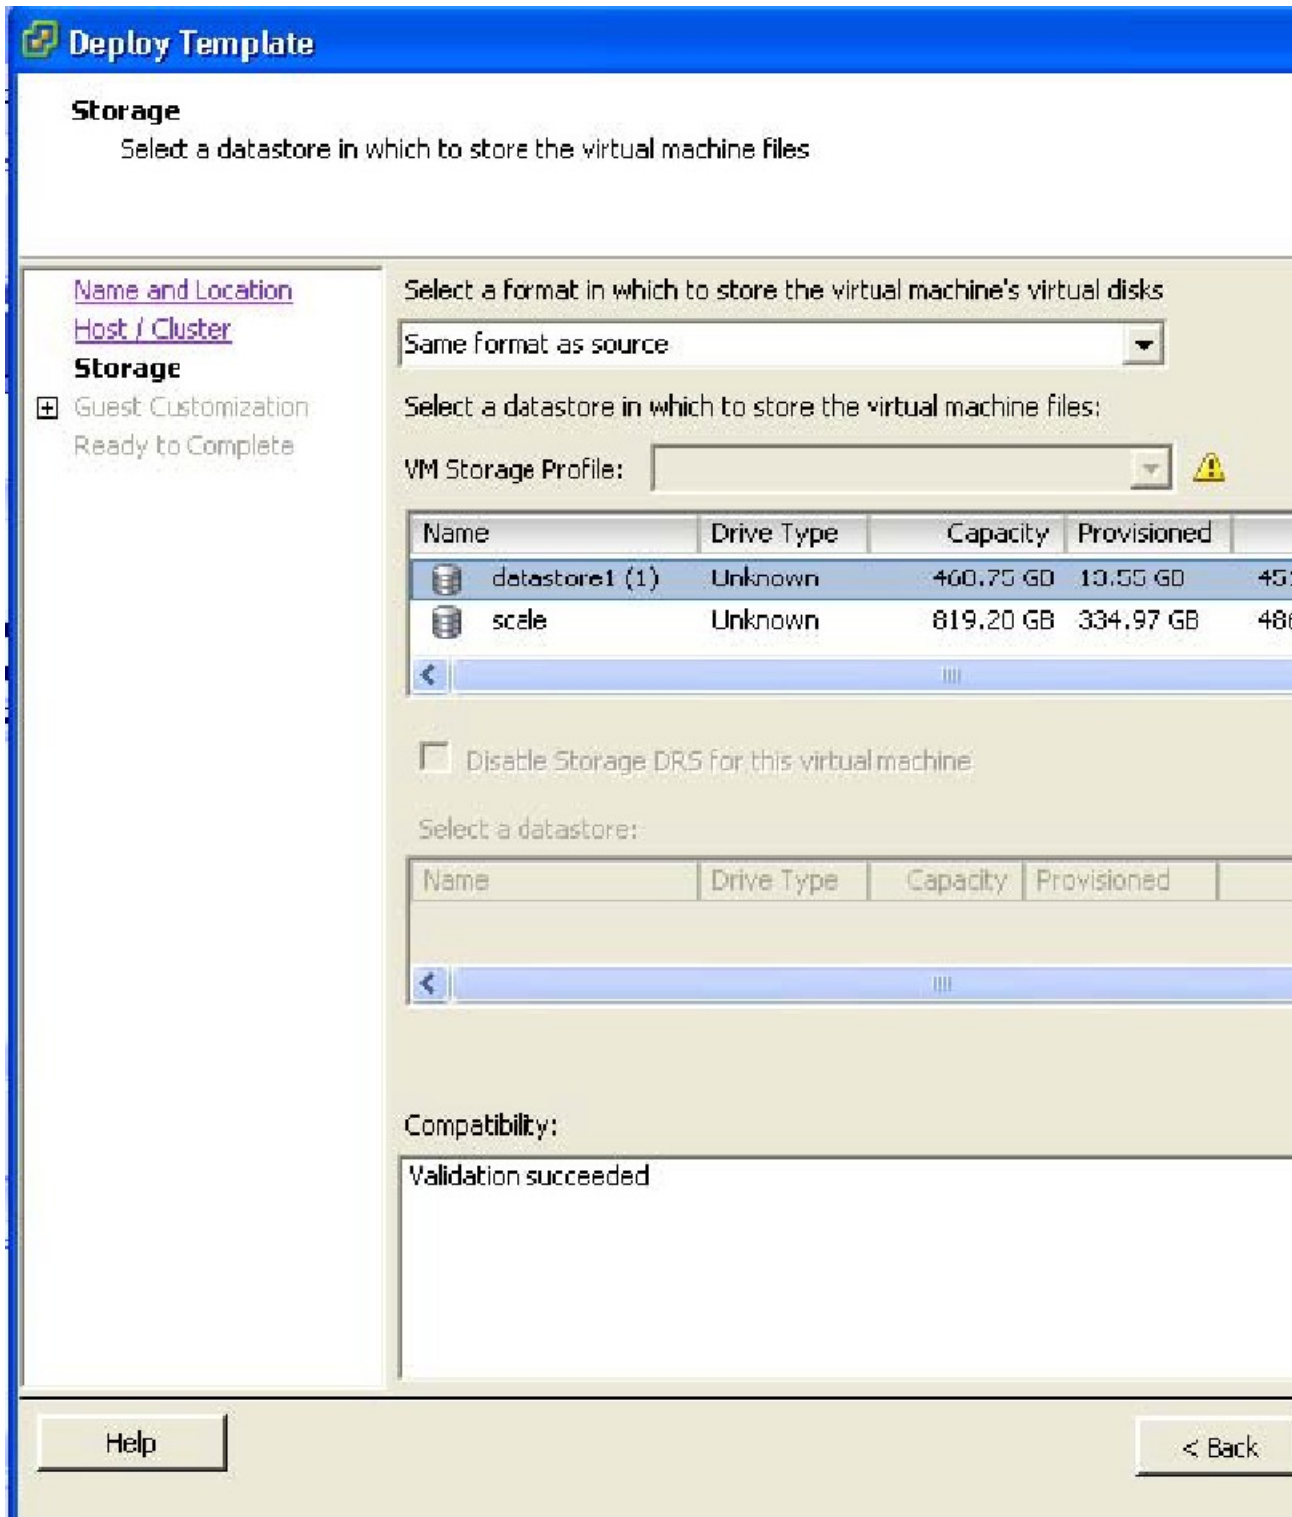 Deploy Template
Storage
Select a datastore in which to store the virtual machine files
Name and Location
Host / Cluster
Storage
Guest Customization
Ready to Complete
Select a format in which to store the virtual machine's virtual disks
Same format as source
Select a datastore in which to store the virtual machine files:
VM Storage Profile:
Name Drive Type Capacity Provisioned
datastore1 (1) Unknown GB GB
scale Unknown 819.20 GB 334.97 GB
Disable Storage DRS for this virtual machine
Select a datastore:
Name Drive Type Capacity Provisioned
Compatibility:
Validation succeeded
Help < Back